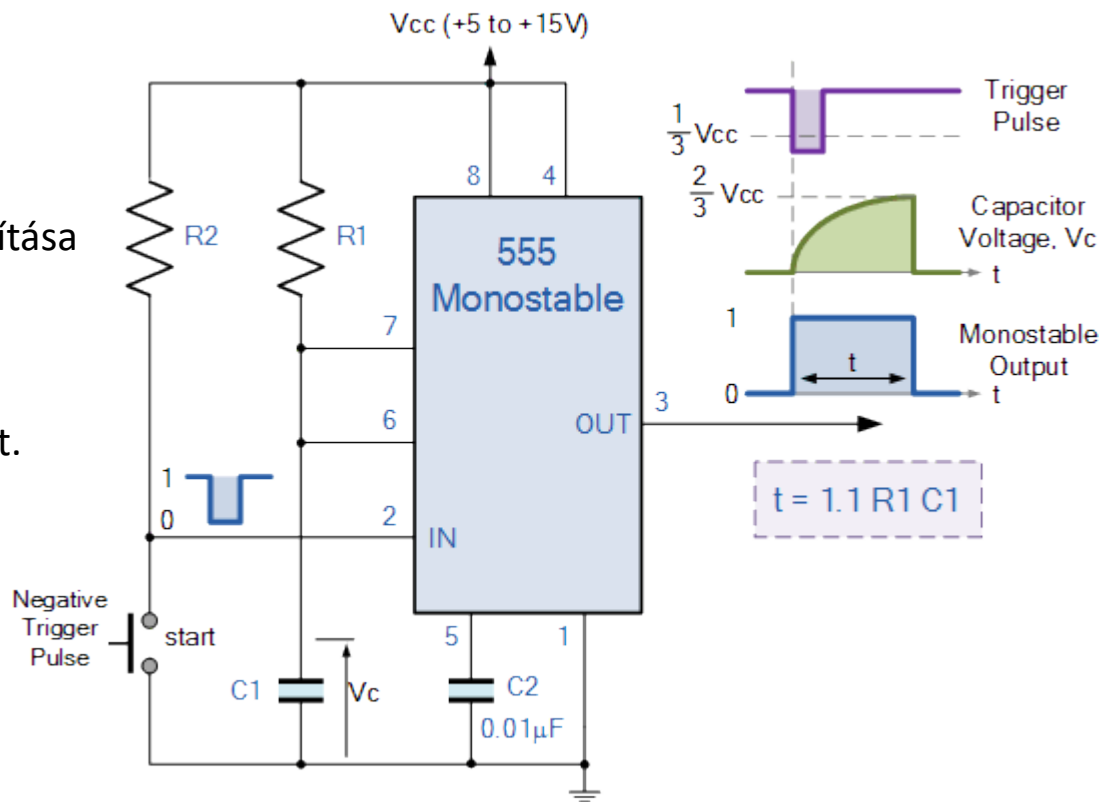 Vcc (+5 to +15V)
ítása
t.
R2
R1
8
4
555
Monostable
7
6
2
IN
OUT
3
5
1
1
0
Negative
Trigger
Pulse
start
C1
Vc
C2
0.01µF
1/3 Vcc
Trigger
Pulse
2/3 Vcc
Capacitor
Voltage, Vc
t
1
0
t
Monostable
Output
t
t = 1.1 R1 C1